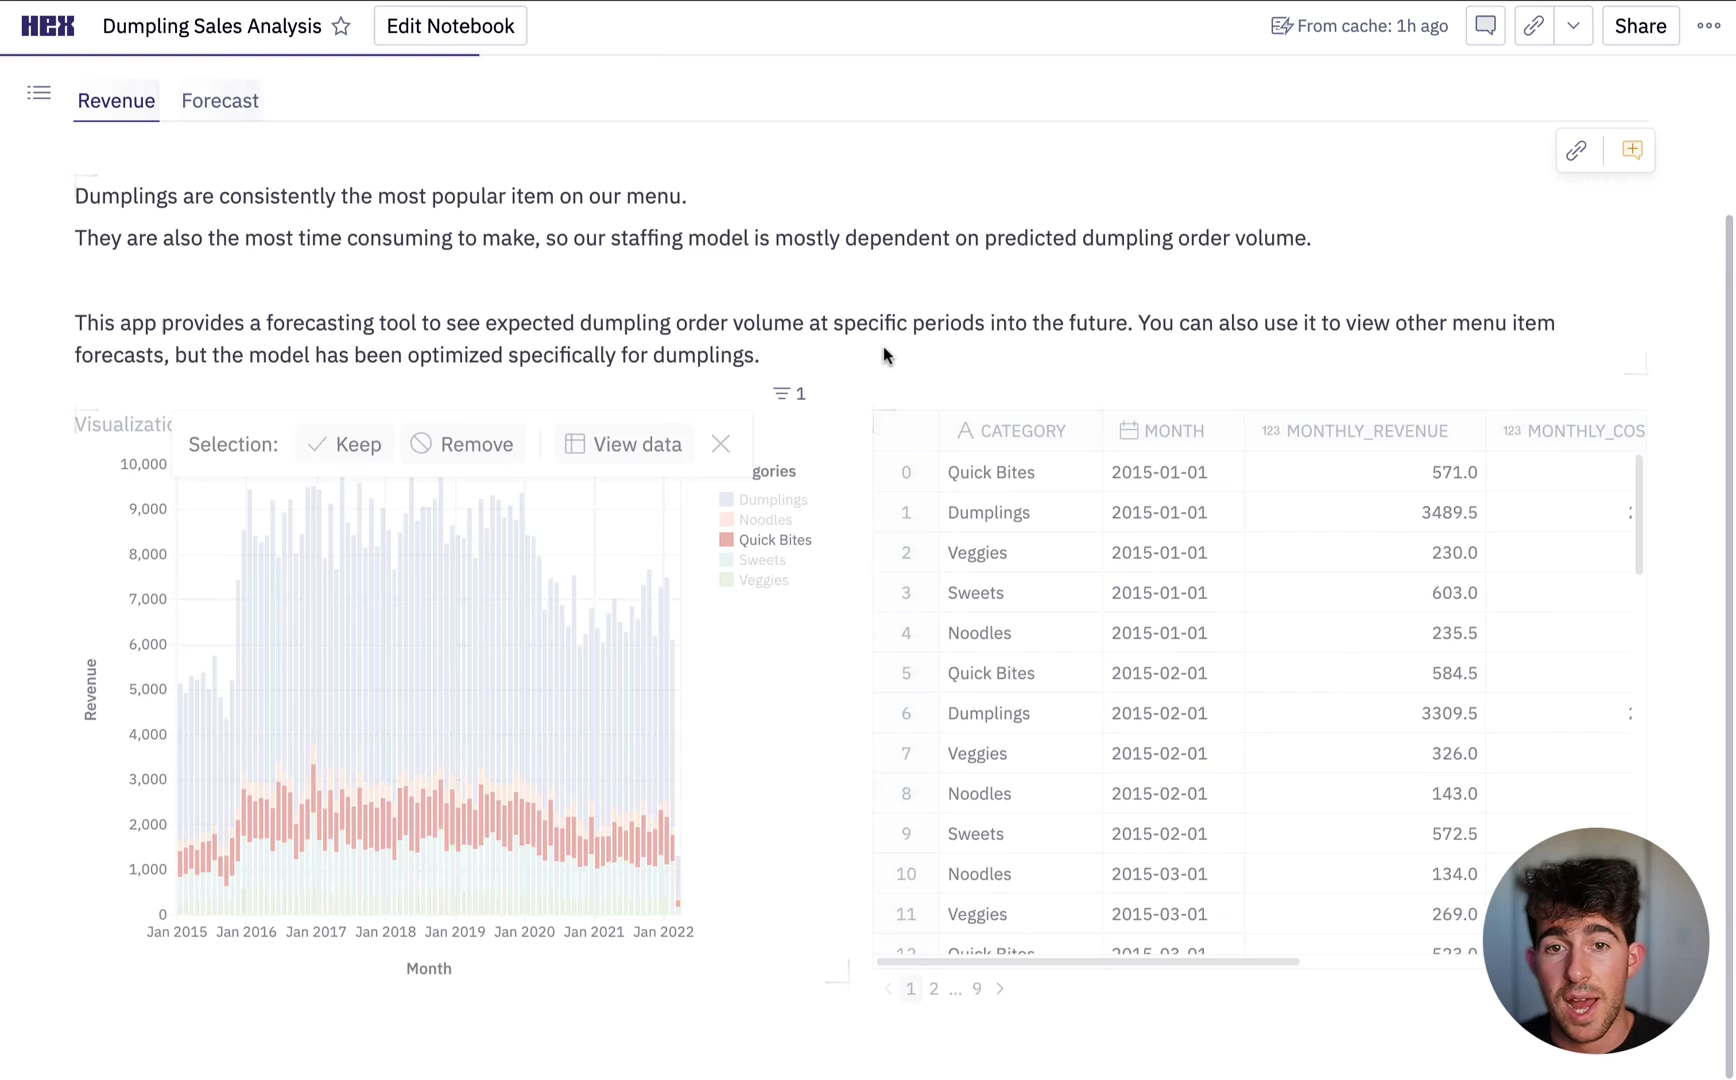 HEX
Dumpling Sales Analysis
Edit Notebook
From cache: 1h ago
Share
Revenue
Forecast
Dumplings are consistently the most popular item on our menu.
They are also the most time consuming to make, so our staffing model is mostly dependent on predicted dumpling order volume.
This app provides a forecasting tool to see expected dumpling order volume at specific periods into the future. You can also use it to view other menu item
forecasts, but the model has been optimized specifically for dumplings.
1
Visualizatio
Selection:
Keep
Remove
View data
gories
Dumplings
Noodles
Quick Bites
Sweets
Veggies
Revenue
10,000
9,000
8,000
7,000
6,000
5,000
4,000
3,000
2,000
1,000
0
Jan 2015 Jan 2016 Jan 2017 Jan 2018 Jan 2019 Jan 2020 Jan 2021 Jan 2022
Month
CATEGORY MONTH 123 MONTHLY_REVENUE 123 MONTHLY_COS
0 Quick Bites 2015-01-01 571.0
1 Dumplings 2015-01-01 3489.5
2 Veggies 2015-01-01 230.0
3 Sweets 2015-01-01 603.0
4 Noodles 2015-01-01 235.5
5 Quick Bites 2015-02-01 584.5
6 Dumplings 2015-02-01 3309.5
7 Veggies 2015-02-01 326.0
8 Noodles 2015-02-01 143.0
9 Sweets 2015-02-01 572.5
10 Noodles 2015-03-01 134.0
11 Veggies 2015-03-01 269.0
12 Quick Bites 2015-03-01 523.0
1 2 ... 9